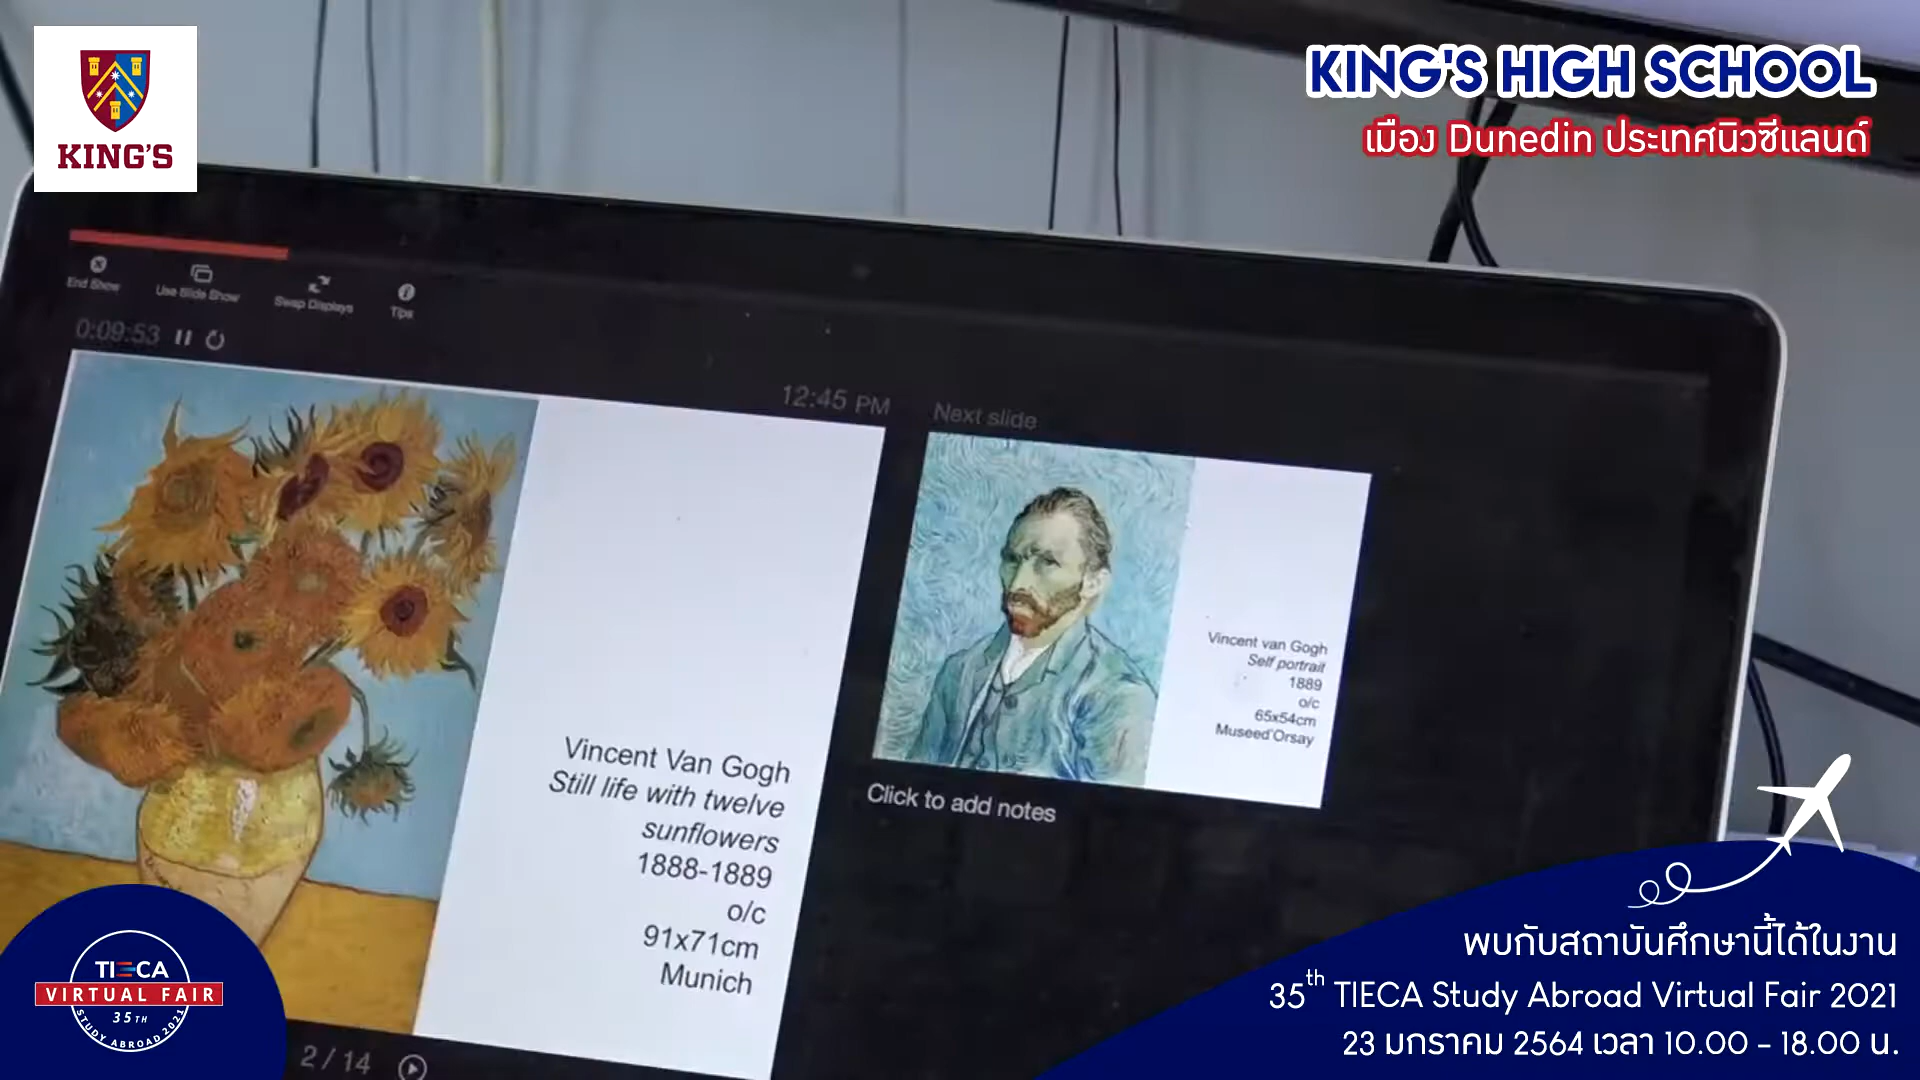 KING'S
KING'S HIGH SCHOOL
เมือง Dunedin ประเทศนิวซีแลนด์
End Show
Use Slide Show
Swap Displays
Tips
0:09:53
12:45 PM
Next slide
Vincent Van Gogh
Still life with twelve
sunflowers
1888-1889
o/c
91x71cm
Munich
Vincent van Gogh
Self portrait
1889
o/c
65x54cm
Museed'Orsay
Click to add notes
2 / 14
TIECA
VIRTUAL FAIR
35TH
STUDY ABROAD 2021
พบกับสถาบันศึกษานี้ได้ในงาน
35th TIECA Study Abroad Virtual Fair 2021
23 มกราคม 2564 เวลา 10.00 - 18.00 น.